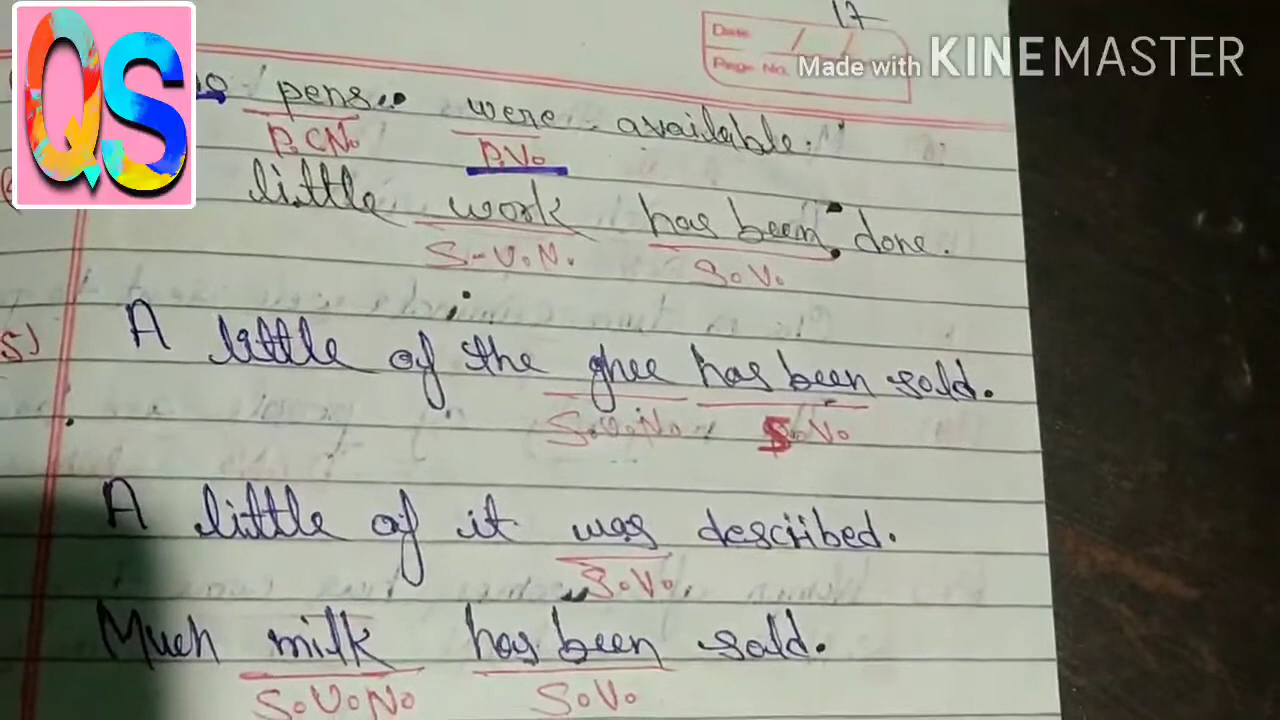 QS
17
Date / /
Page No.
Made with KINEMASTER
pens were available.
P.C.N. P.V.
little work has been done.
S.U.N. S.V.
5) A little of the ghee has been sold.
S.U.N. S.V.
A little of it was described.
S.V.
Much milk has been sold.
S.U.N. S.V.